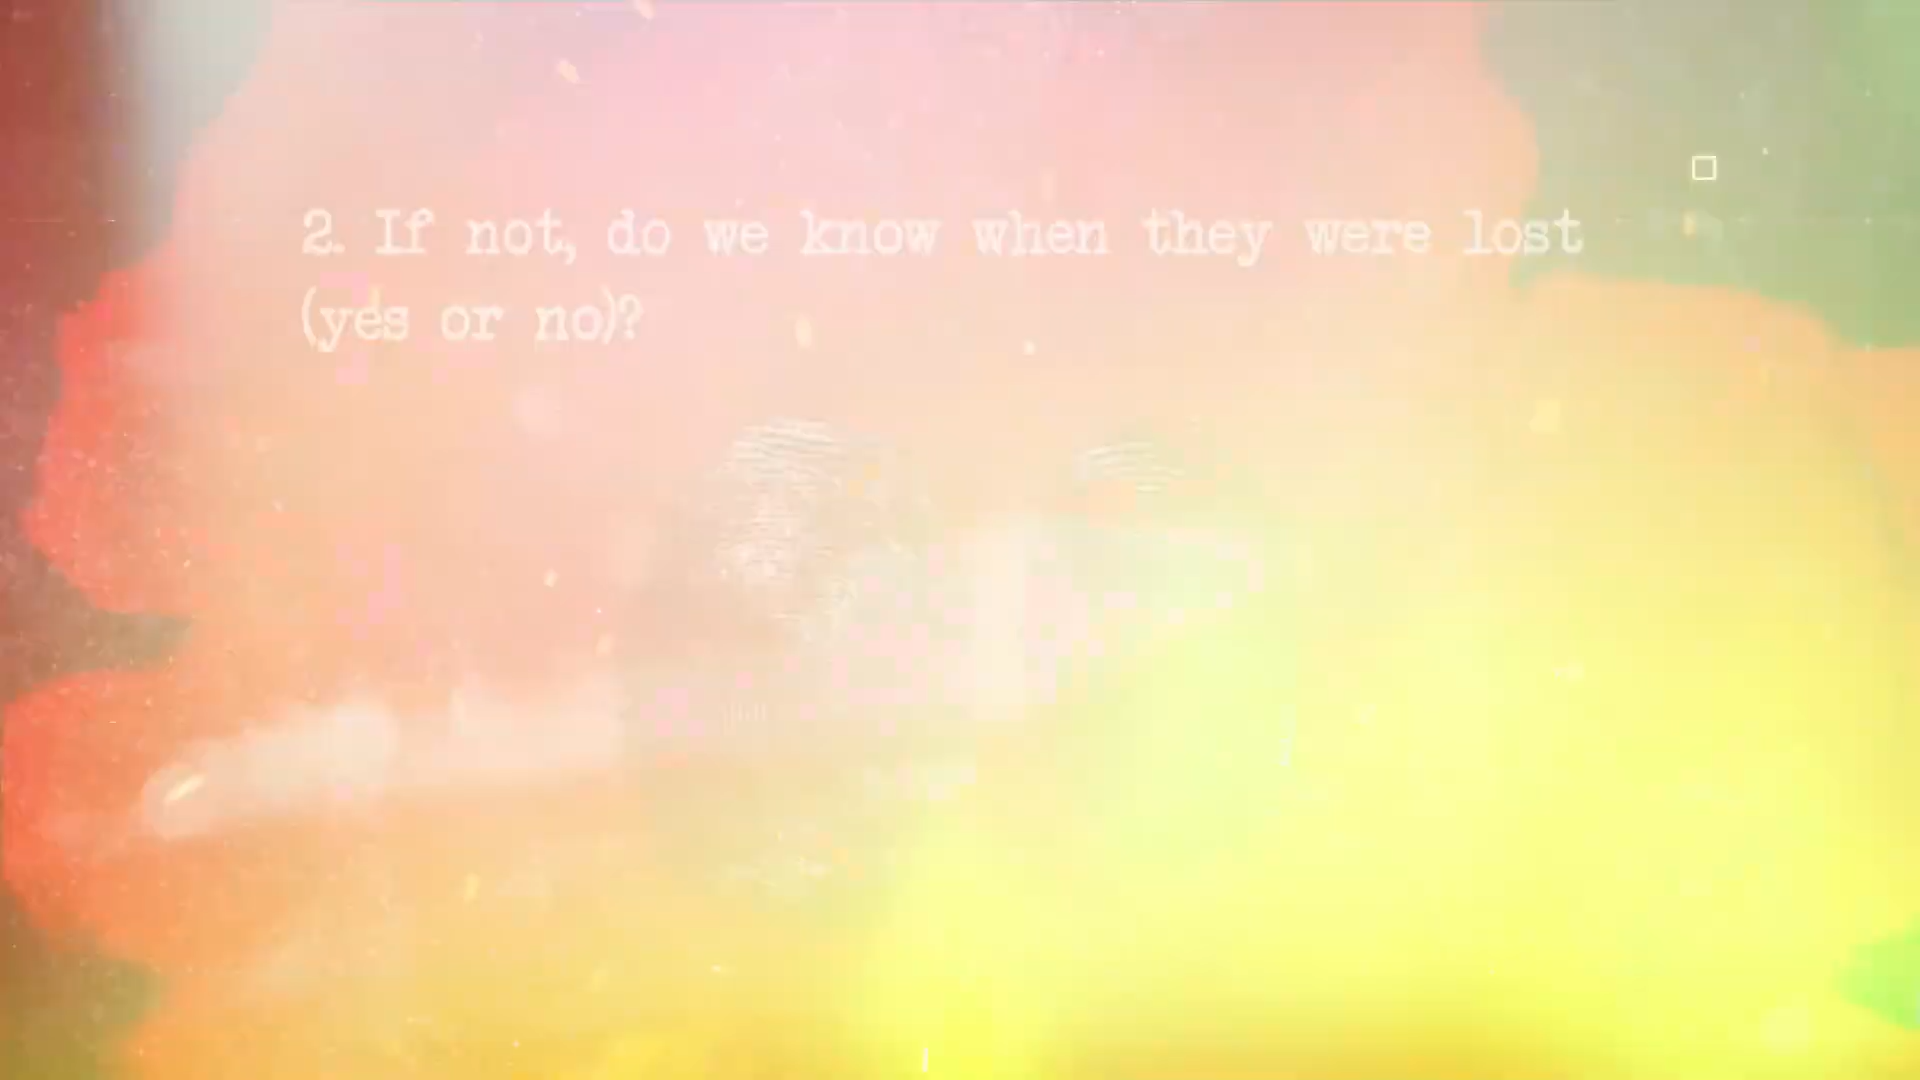 2. If not, do we know when they were lost
(yes or no)?